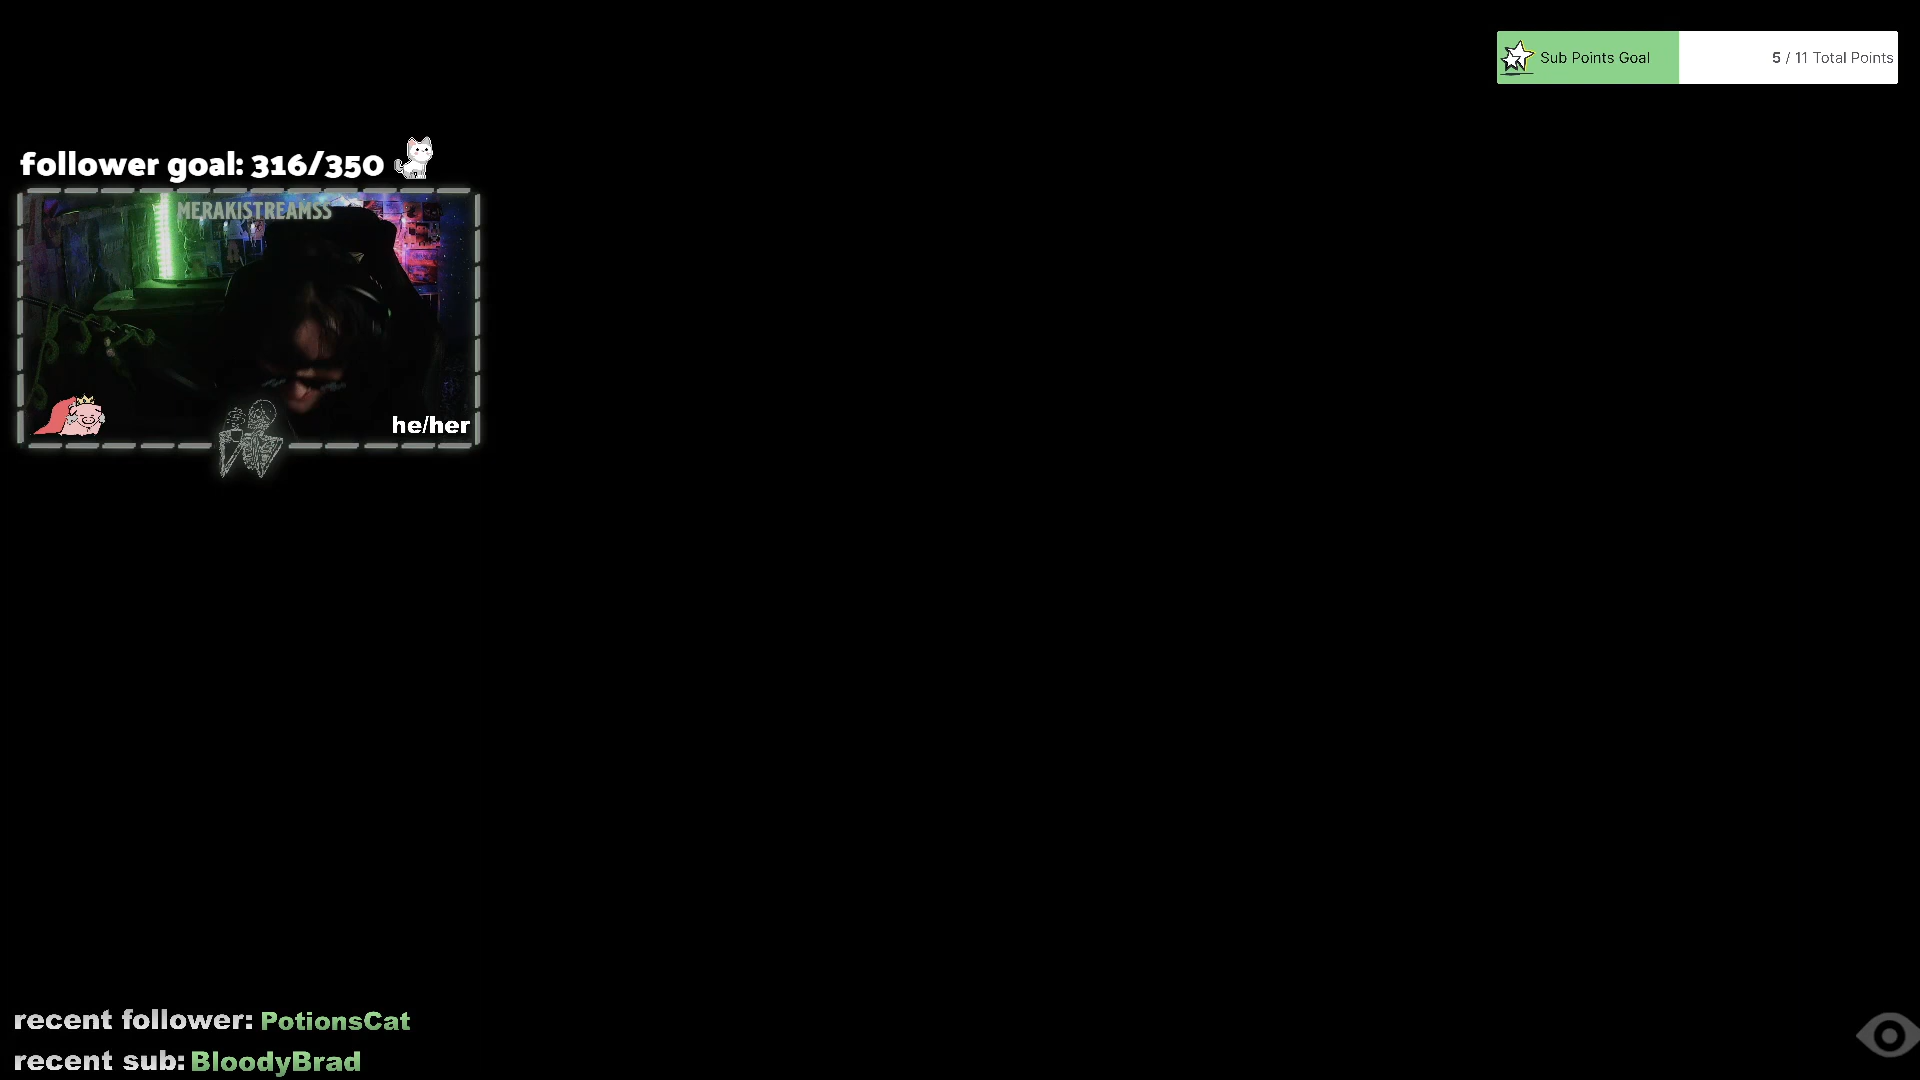 Sub Points Goal 5 / 11 Total Points
follower goal: 316/350
MERAKISTREAMSS
he/her
recent follower: PotionsCat
recent sub: BloodyBrad